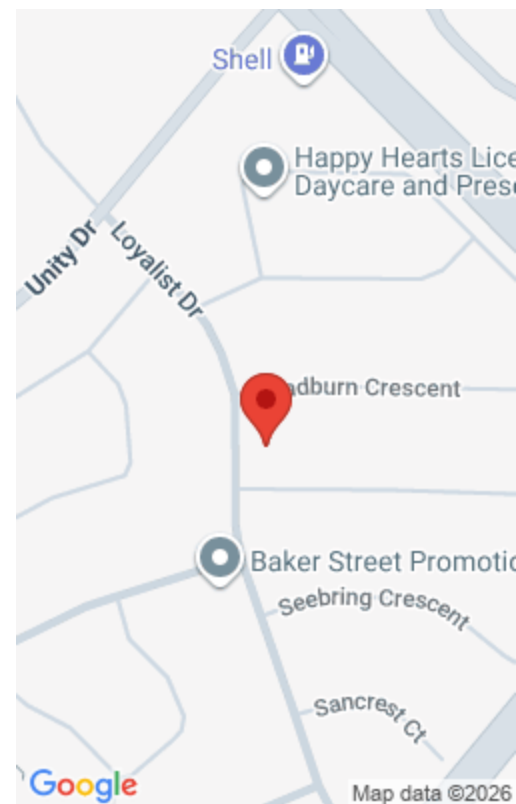 Shell
Happy Hearts Lice
Daycare and Presc
Unity Dr
Loyalist Dr
adburn Crescent
Baker Street Promotic
Seebring Crescent
Sancrest Ct
Google
Map data ©2026